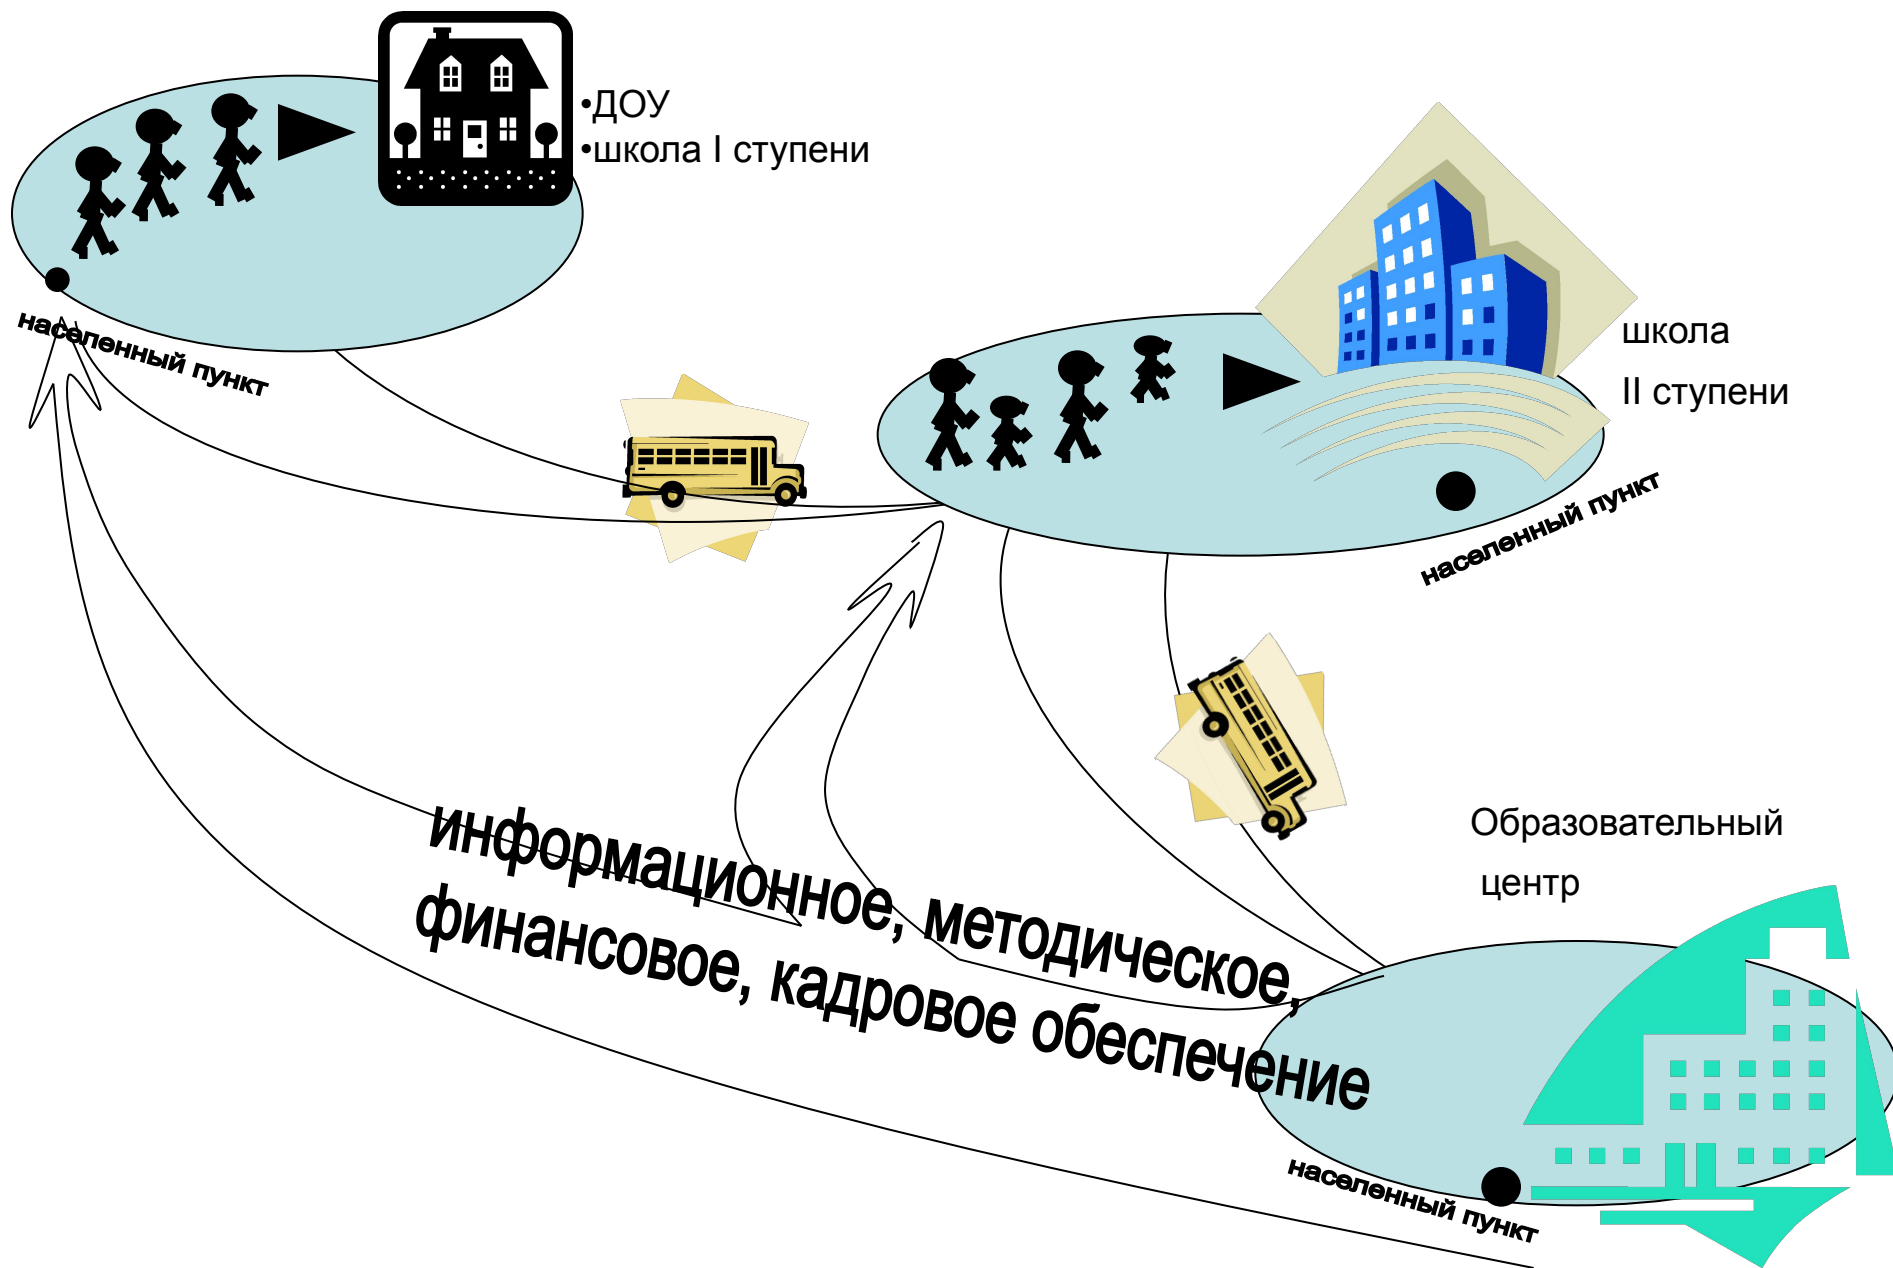 •ДОУ
•школа I ступени
населенный пункт
школа
II ступени
населенный пункт
информационное, методическое,
финансовое, кадровое обеспечение
Образовательный
центр
населенный пункт